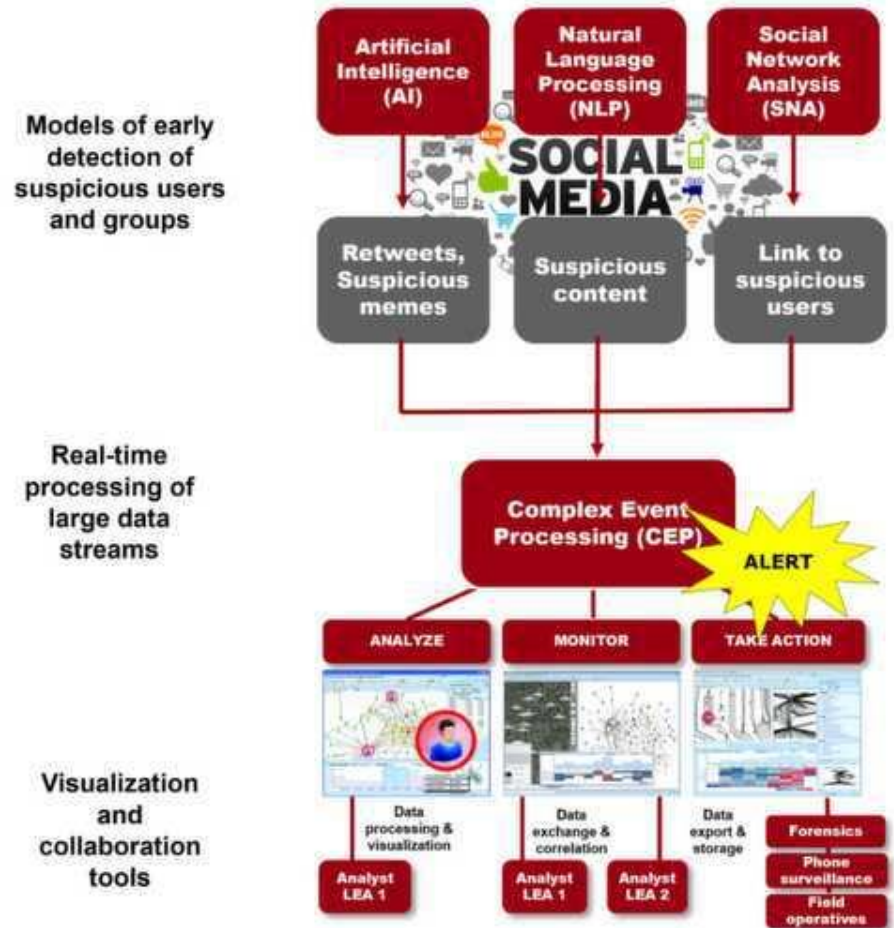 Artificial
Intelligence
(AI)
Natural
Language
Processing
(NLP)
Social
Network
Analysis
(SNA)
Models of early
detection of
suspicious users
and groups
BLOG
SOCIAL
MEDIA
Retweets,
Suspicious
memes
Suspicious
content
Link to
suspicious
users
Real-time
processing of
large data
streams
Complex Event
Processing (CEP)
ALERT
ANALYZE
MONITOR
TAKE ACTION
Visualization
and
collaboration
tools
Data
processing &
visualization
Data
exchange &
correlation
Data
export &
storage
Analyst
LEA 1
Analyst
LEA 1
Analyst
LEA 2
Forensics
Phone
surveillance
Field
operatives